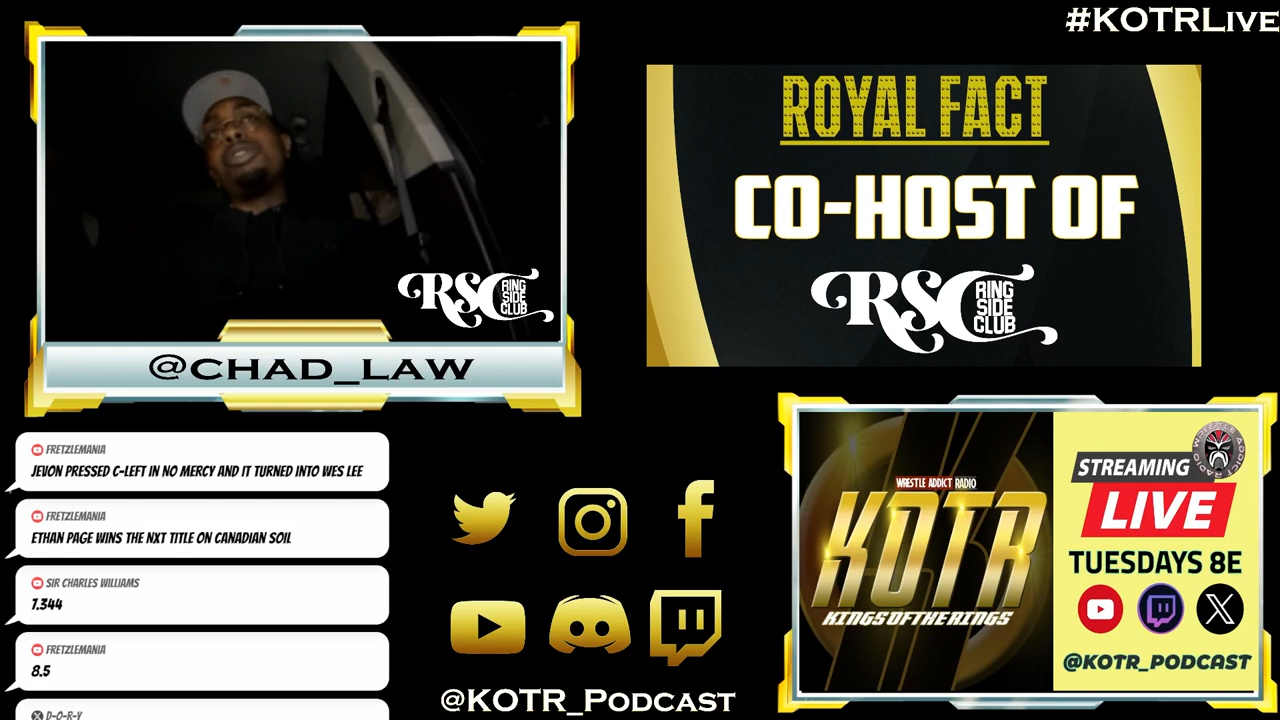 #KOTRLive
RSC RING
SIDE
CLUB
@CHAD_LAW
ROYAL FACT
CO-HOST OF
RSC RING
SIDE
CLUB
FRETZLEMANIA
JEVON PRESSED C-LEFT IN NO MERCY AND IT TURNED INTO WES LEE
FRETZLEMANIA
ETHAN PAGE WINS THE NXT TITLE ON CANADIAN SOIL
SIR CHARLES WILLIAMS
7.344
FRETZLEMANIA
8.5
D-O-R-Y
@KOTR_Podcast
WRESTLE ADDICT RADIO
KOTR
KINGS OF THE RINGS
WRESTLE ADDICT RADIO
STREAMING
LIVE
TUESDAYS 8E
@KOTR_PODCAST